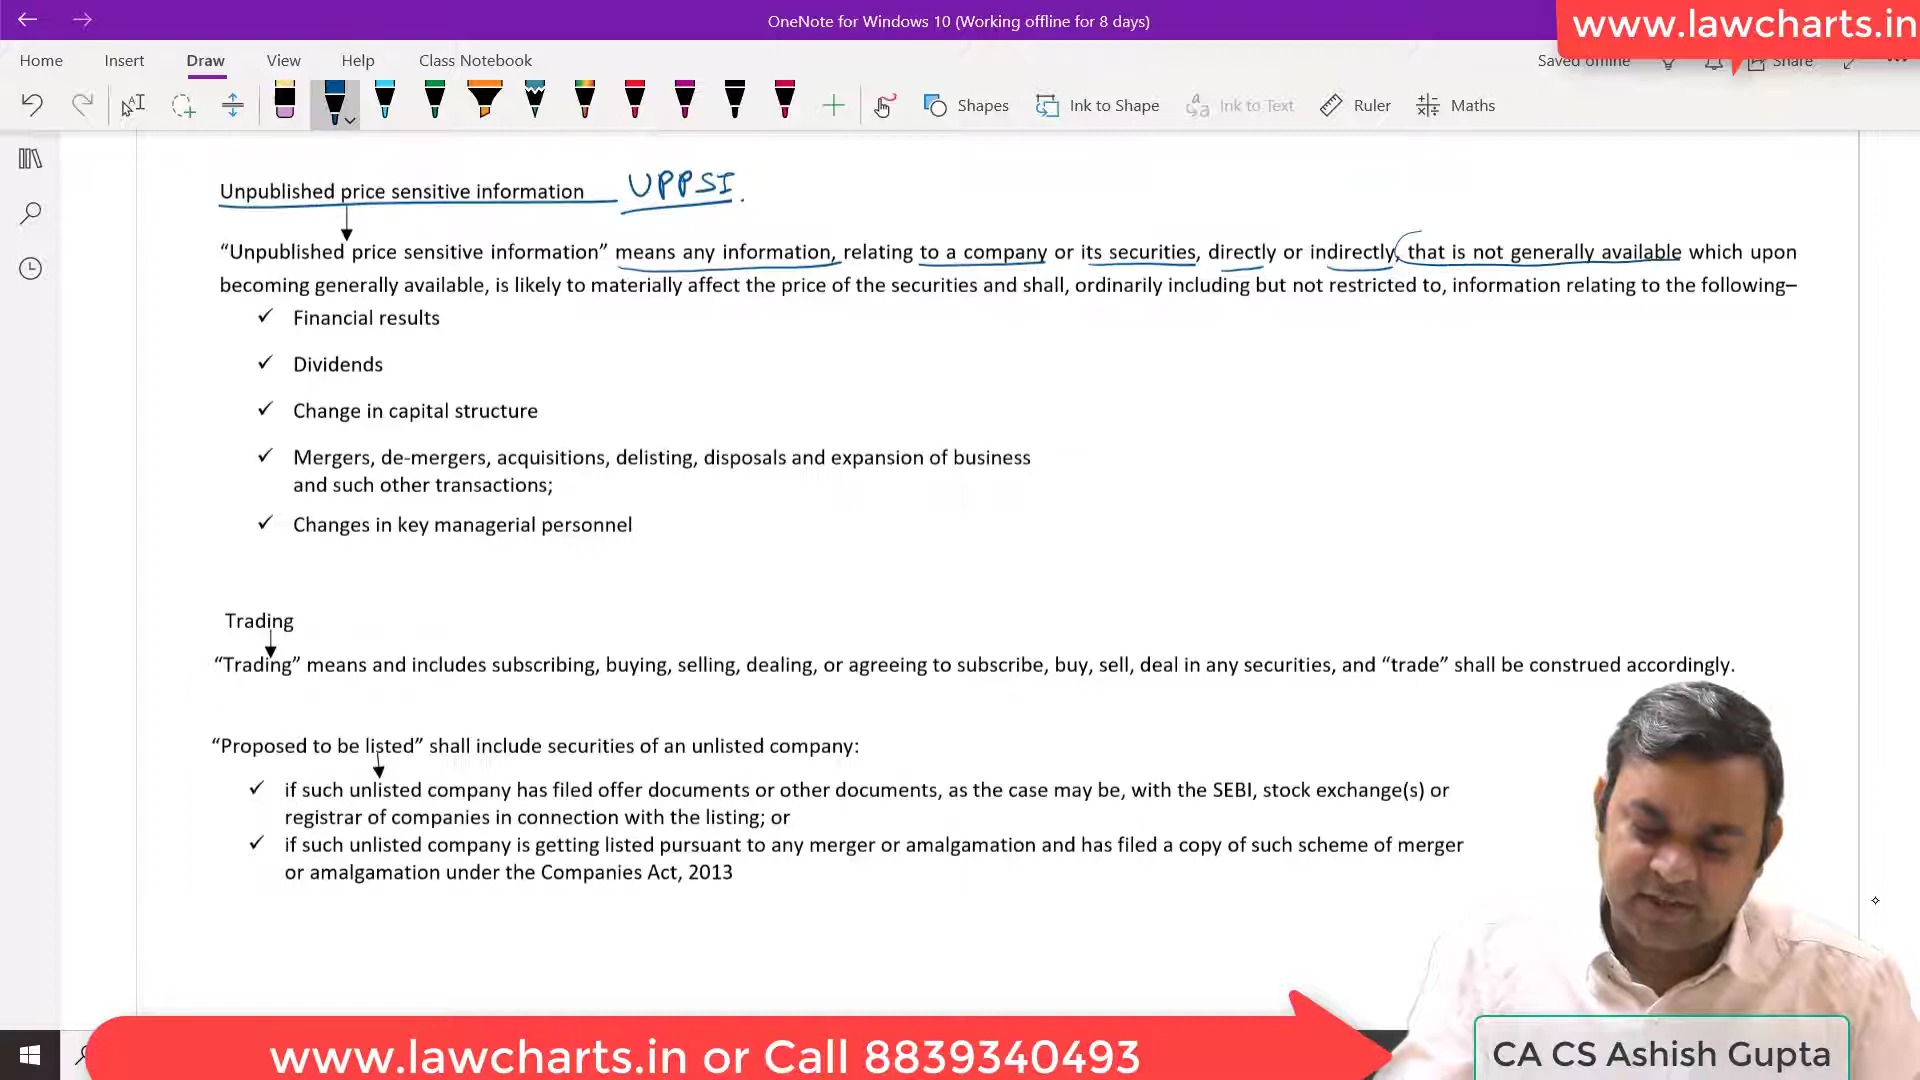 OneNote for Windows 10 (Working offline for 8 days)
www.lawcharts.in
Home Insert Draw View Help Class Notebook Saved offline Share
Shapes Ink to Shape Ink to Text Ruler Maths
Unpublished price sensitive information UPPSI.
“Unpublished price sensitive information” means any information, relating to a company or its securities, directly or indirectly, that is not generally available which upon
becoming generally available, is likely to materially affect the price of the securities and shall, ordinarily including but not restricted to, information relating to the following–
✓ Financial results
✓ Dividends
✓ Change in capital structure
✓ Mergers, de-mergers, acquisitions, delisting, disposals and expansion of business
and such other transactions;
✓ Changes in key managerial personnel
Trading
“Trading” means and includes subscribing, buying, selling, dealing, or agreeing to subscribe, buy, sell, deal in any securities, and “trade” shall be construed accordingly.
“Proposed to be listed” shall include securities of an unlisted company:
✓ if such unlisted company has filed offer documents or other documents, as the case may be, with the SEBI, stock exchange(s) or
registrar of companies in connection with the listing; or
✓ if such unlisted company is getting listed pursuant to any merger or amalgamation and has filed a copy of such scheme of merger
or amalgamation under the Companies Act, 2013
www.lawcharts.in or Call 8839340493
CA CS Ashish Gupta